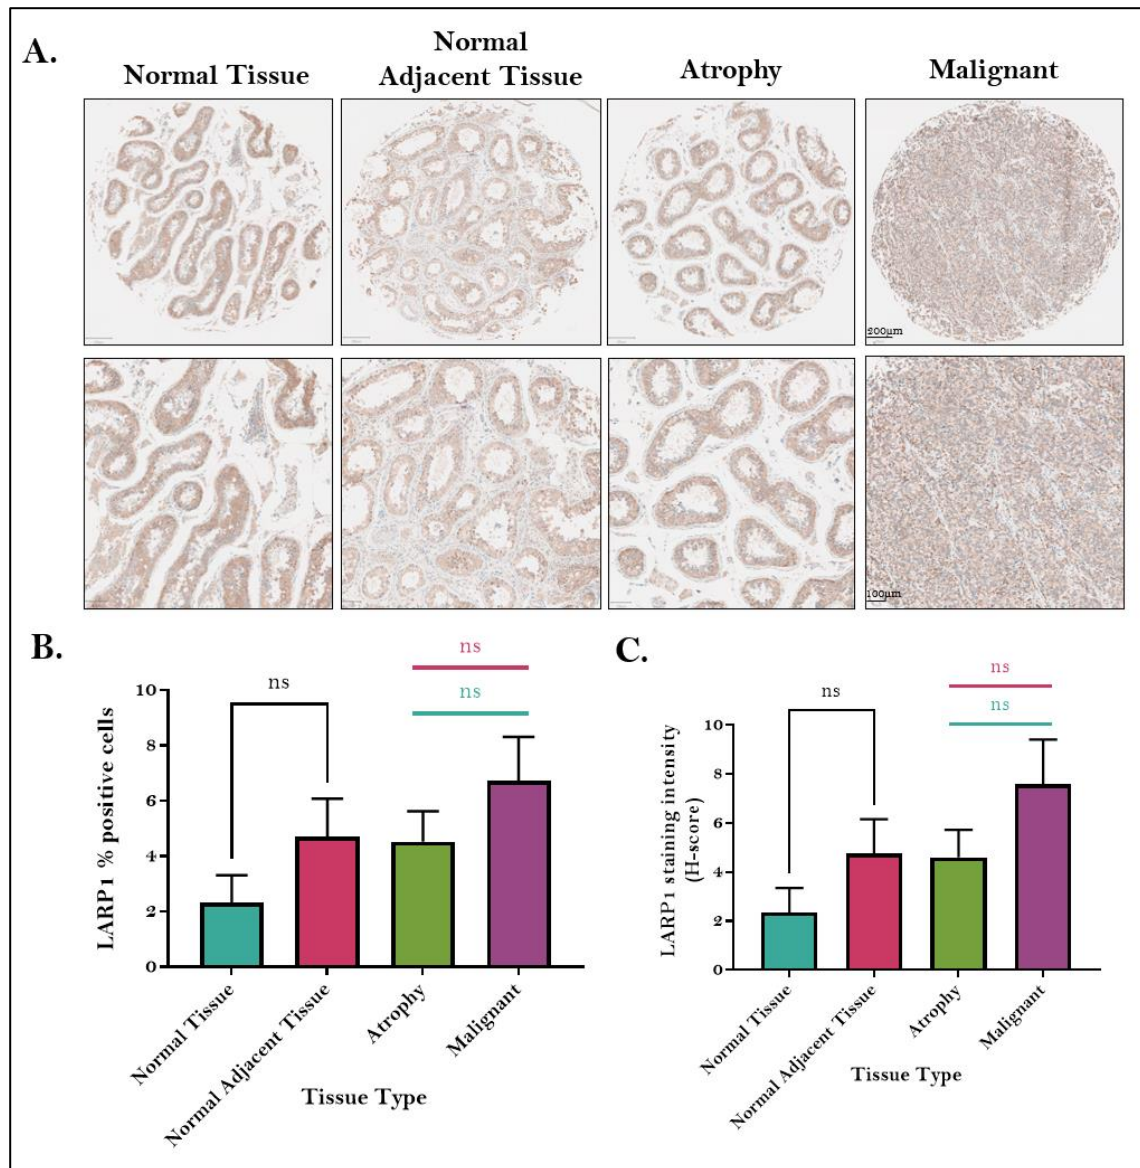 A.
Normal Tissue
Normal
Adjacent Tissue
Atrophy
Malignant
200µm
100µm
B.
ns
ns
ns
10
8
6
4
2
0
LARP1 % positive cells
Normal Tissue
Normal Adjacent Tissue
Atrophy
Malignant
Tissue Type
C.
ns
ns
ns
10
8
6
4
2
0
LARP1 staining intensity
(H-score)
Normal Tissue
Normal Adjacent Tissue
Atrophy
Malignant
Tissue Type